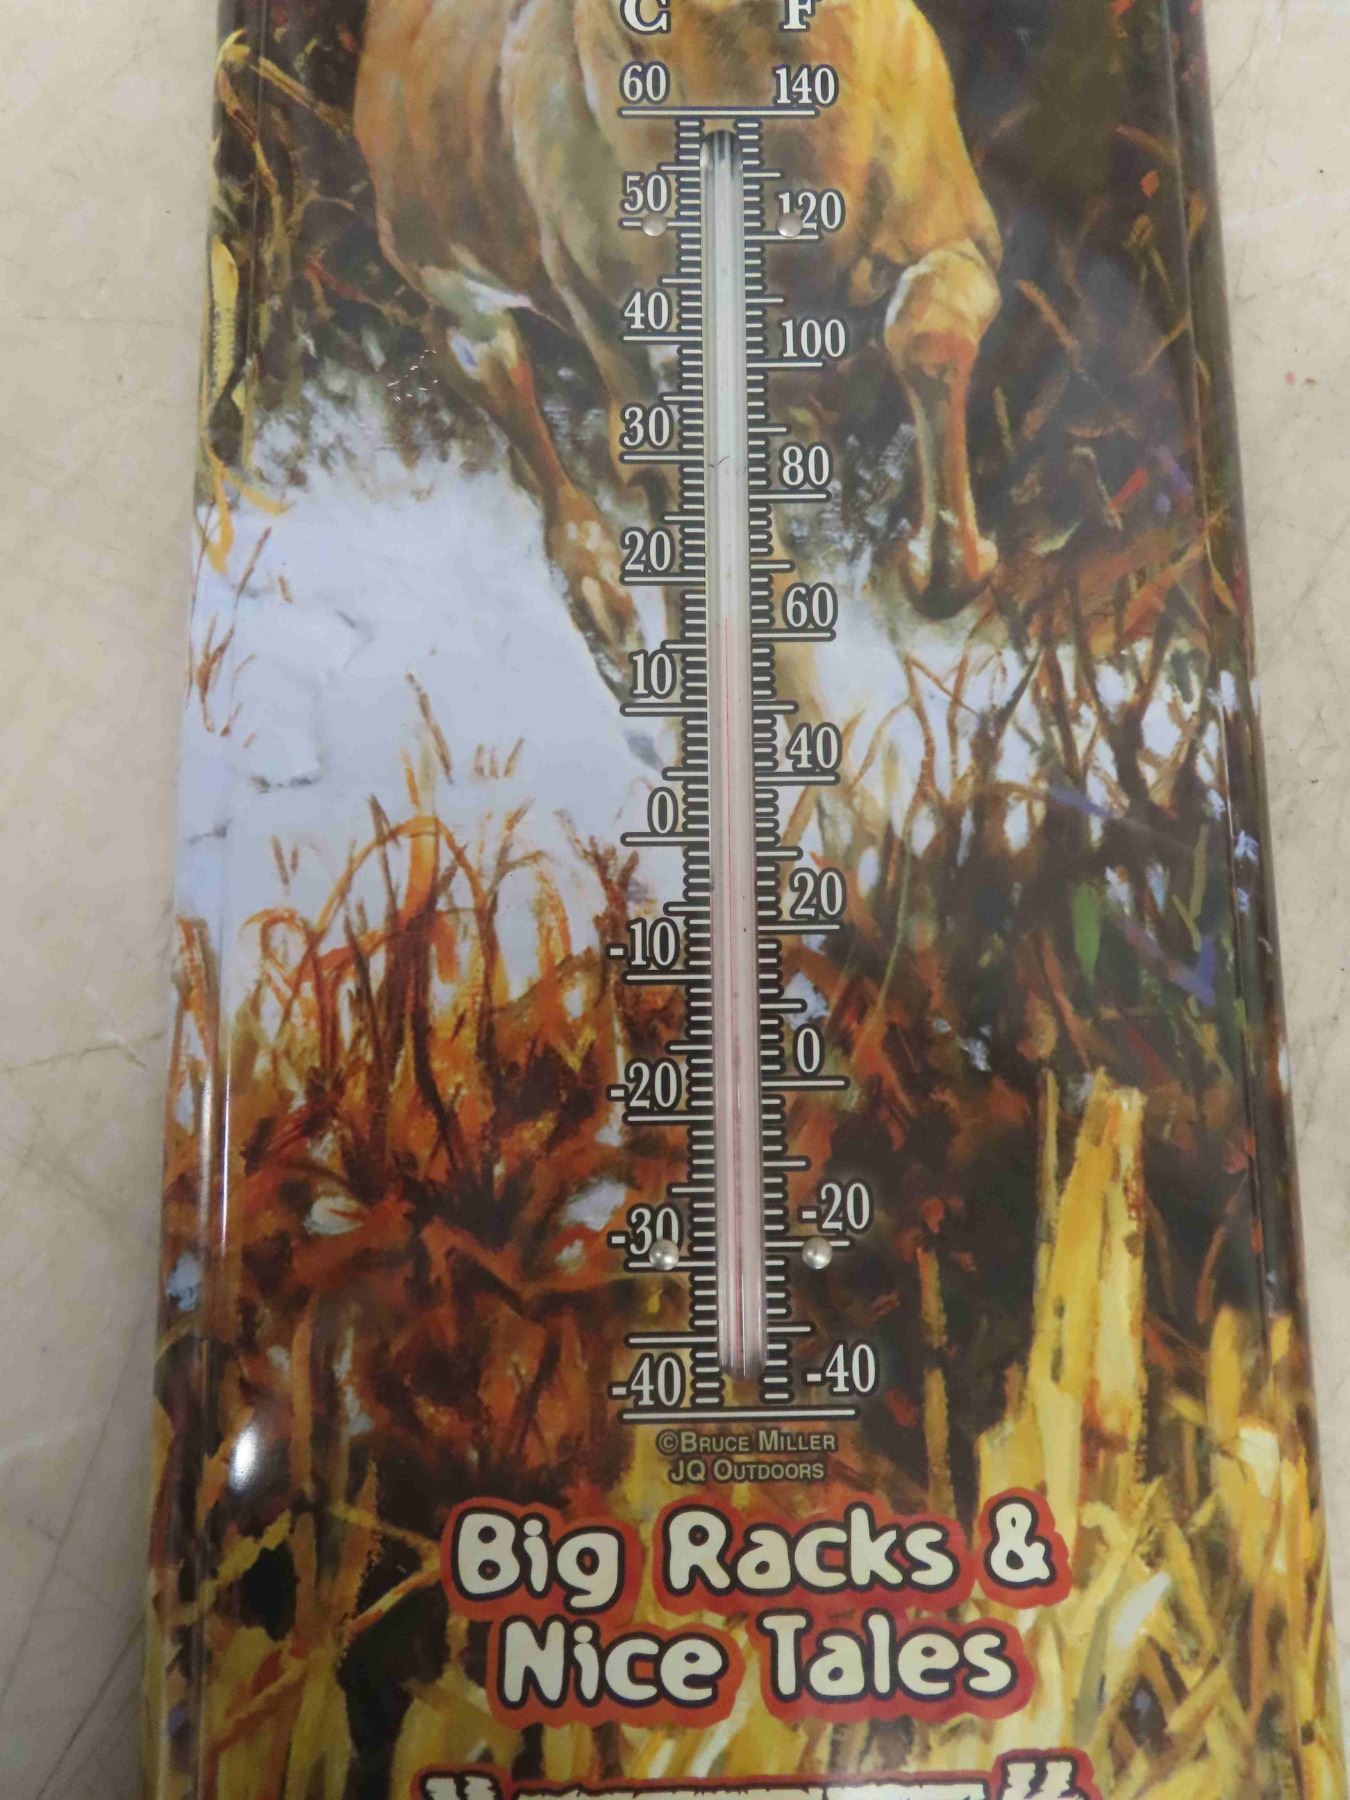 C F
60 140
50 120
40 100
30 80
20 60
10 40
0 20
-10 0
-20 -20
-30 -40
-40
©BRUCE MILLER
JQ OUTDOORS
Big Racks &
Nice Tales